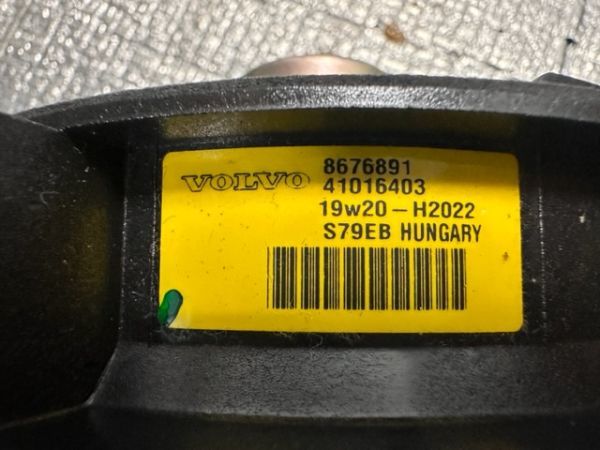 VOLVO
8676891
41016403
19w20-H2022
S79EB HUNGARY